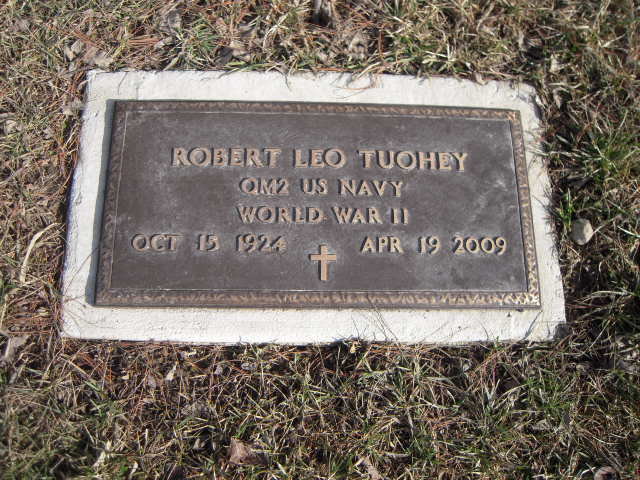 ROBERT LEO TUOHEY
QM2 US NAVY
WORLD WAR II
OCT 15 1924 APR 19 2009